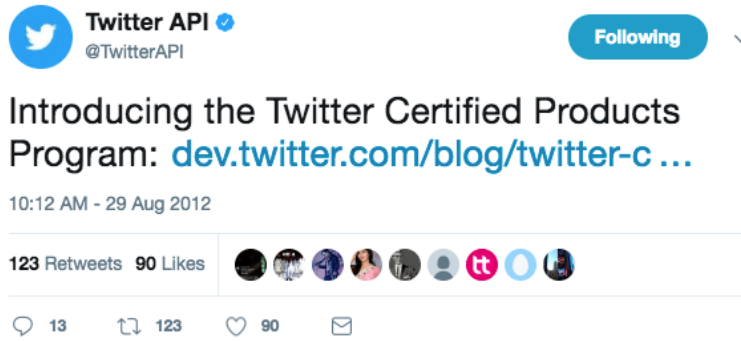 Twitter API
@TwitterAPI
Following
Introducing the Twitter Certified Products
Program: dev.twitter.com/blog/twitter-c ...
10:12 AM - 29 Aug 2012
123 Retweets 90 Likes
tt
13 123 90